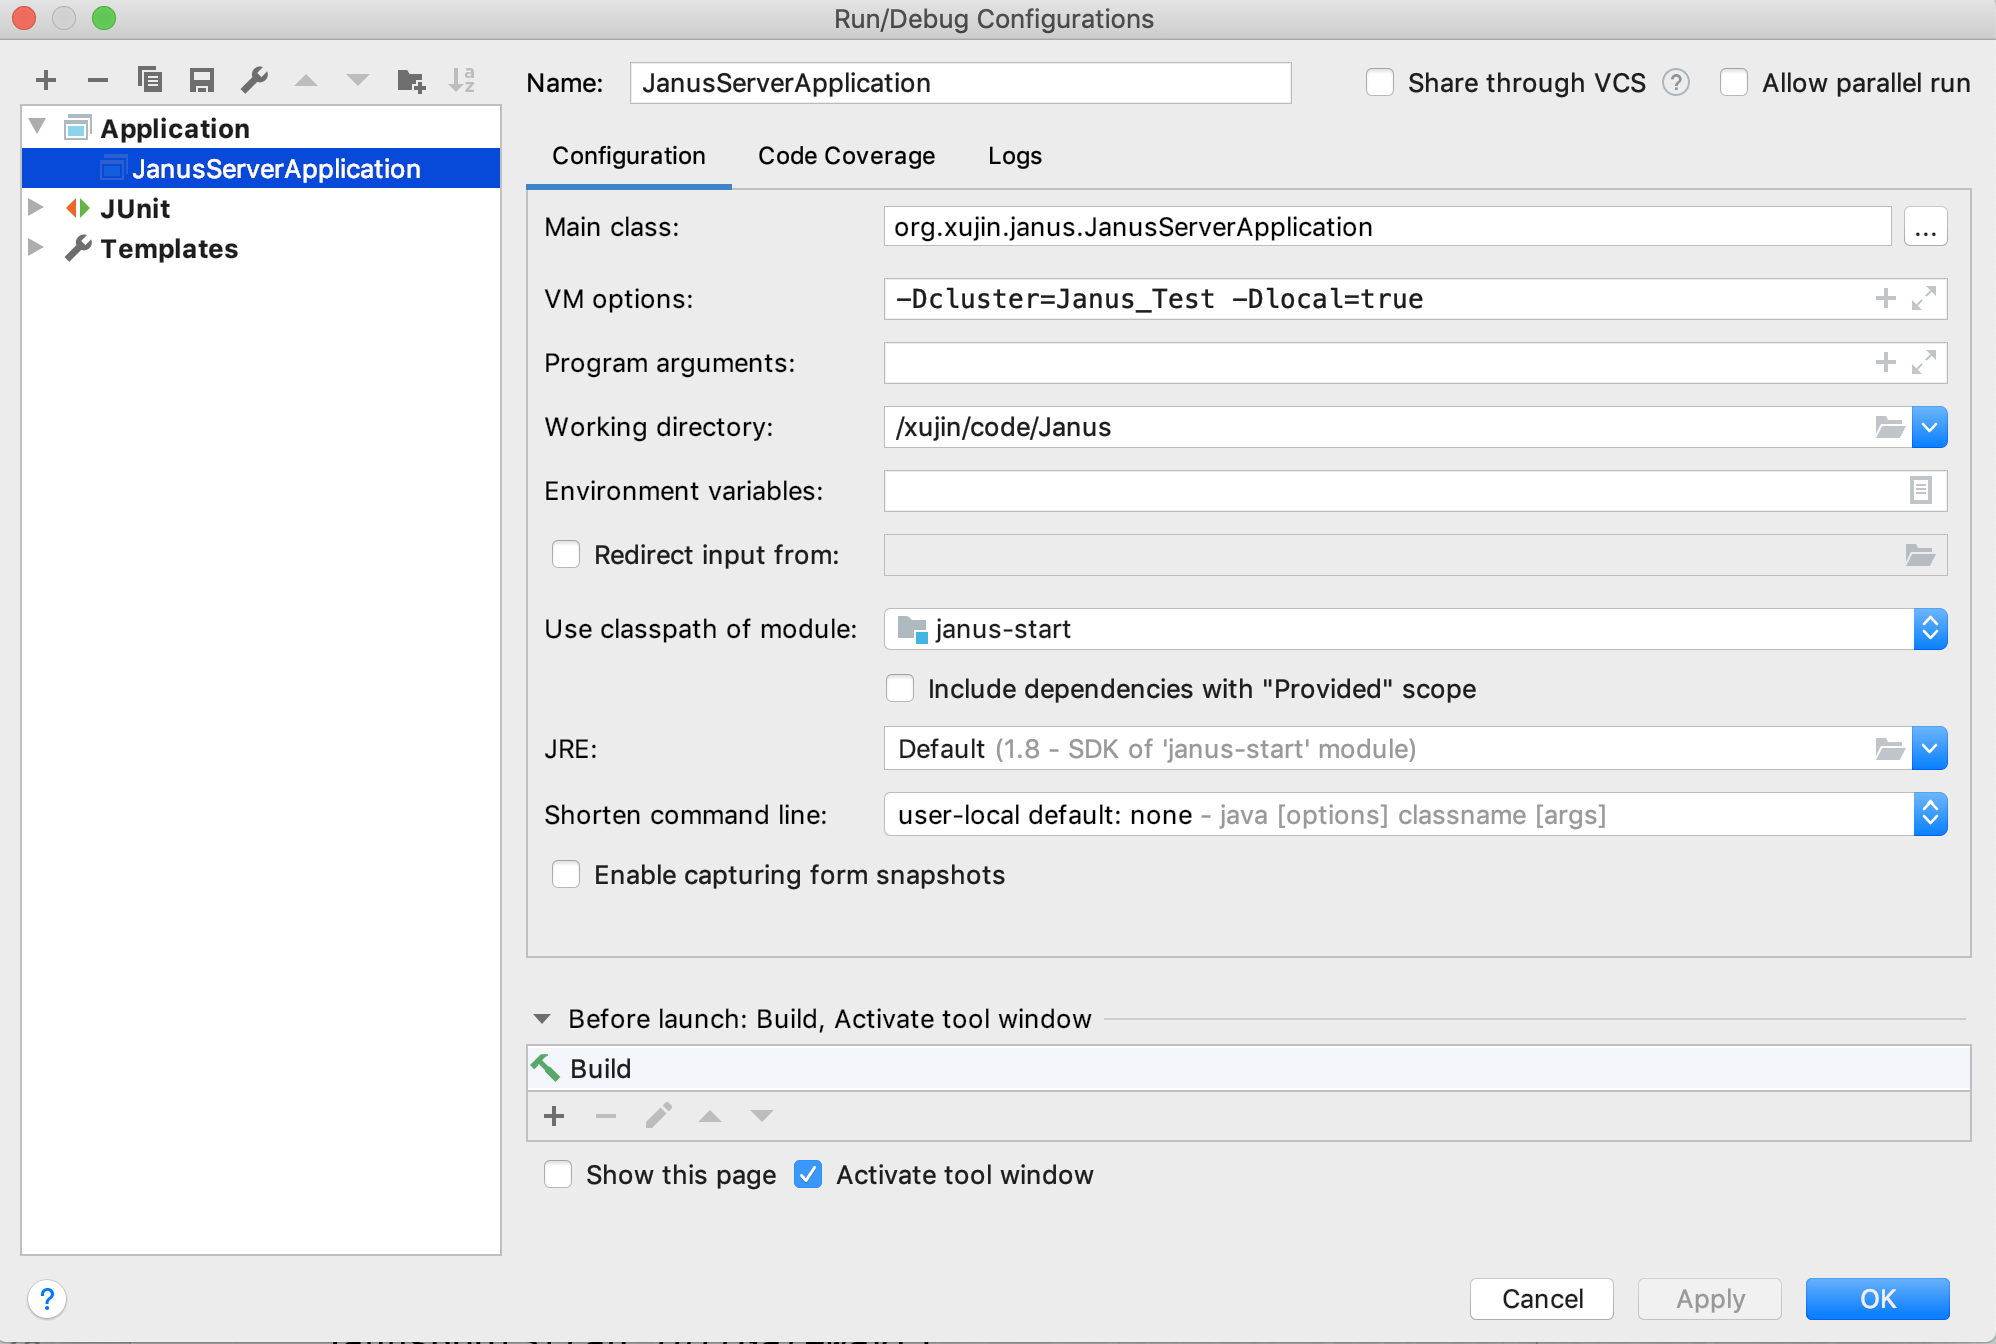 Run/Debug Configurations
Name: JanusServerApplication
Share through VCS ? Allow parallel run
Application
JanusServerApplication
JUnit
Templates
Configuration Code Coverage Logs
Main class: org.xujin.janus.JanusServerApplication ...
VM options: -Dcluster=Janus_Test -Dlocal=true
Program arguments:
Working directory: /xujin/code/Janus
Environment variables:
Redirect input from:
Use classpath of module: janus-start
Include dependencies with "Provided" scope
JRE: Default (1.8 - SDK of 'janus-start' module)
Shorten command line: user-local default: none - java [options] classname [args]
Enable capturing form snapshots
Before launch: Build, Activate tool window
Build
Show this page Activate tool window
? Cancel Apply OK